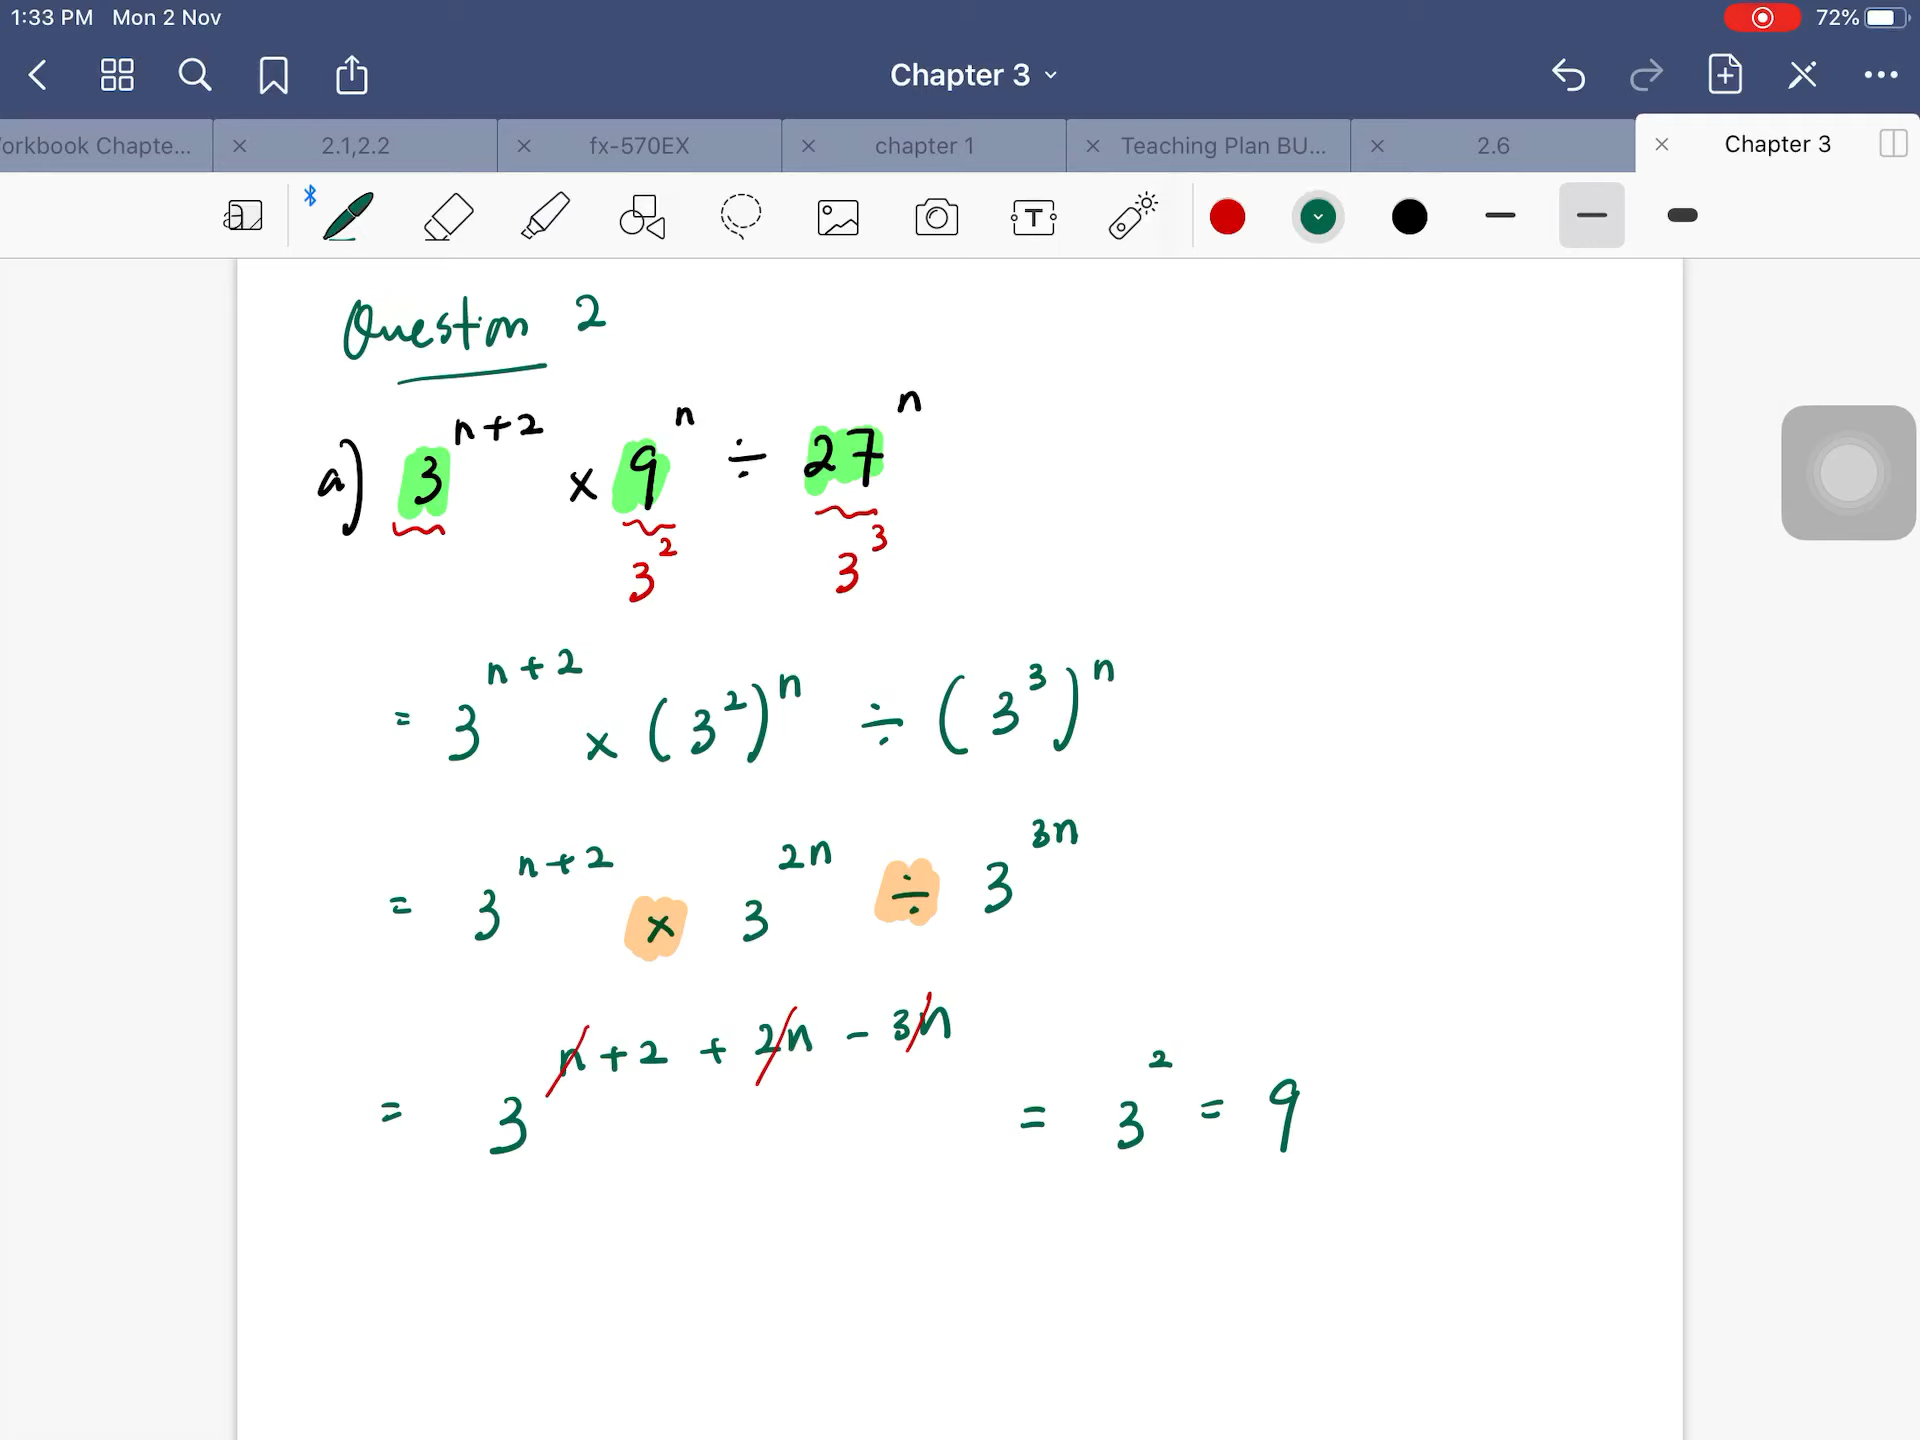 1:33 PM Mon 2 Nov 72%
Chapter 3
orkbook Chapte... 2.1,2.2 fx-570EX chapter 1 Teaching Plan BU... 2.6 Chapter 3
Question 2
a) 3^(n+2) × 9^n ÷ 27^n
3^2 3^3
= 3^(n+2) × (3^2)^n ÷ (3^3)^n
= 3^(n+2) × 3^(2n) ÷ 3^(3n)
= 3^(n+2+2n-3n) = 3^2 = 9